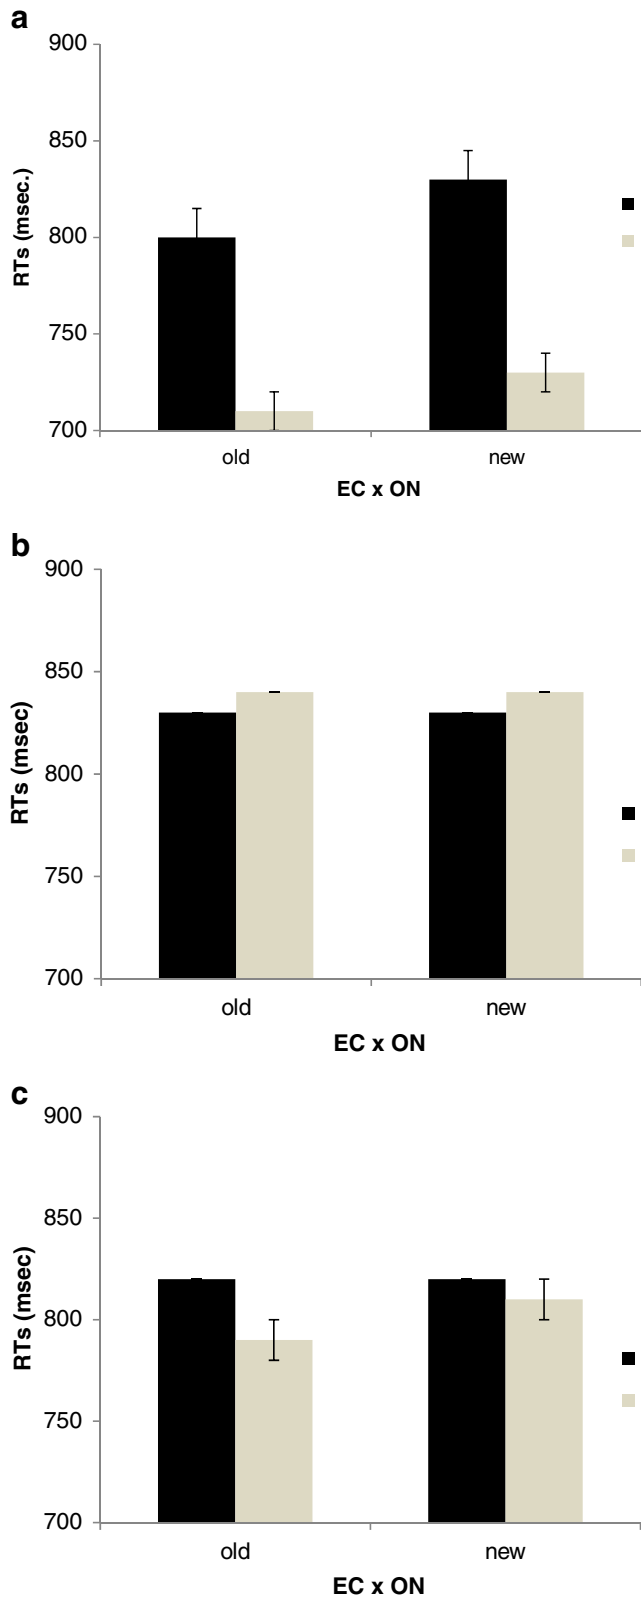 a
900
850
800
750
700
RTs (msec.)
old new
EC x ON
b
900
850
800
750
700
RTs (msec)
old new
EC x ON
c
900
850
800
750
700
RTs (msec)
old new
EC x ON